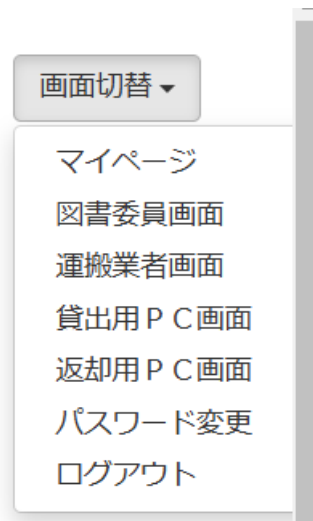 画面切替
マイページ
図書委員画面
運搬業者画面
貸出用ＰＣ画面
返却用ＰＣ画面
パスワード変更
ログアウト